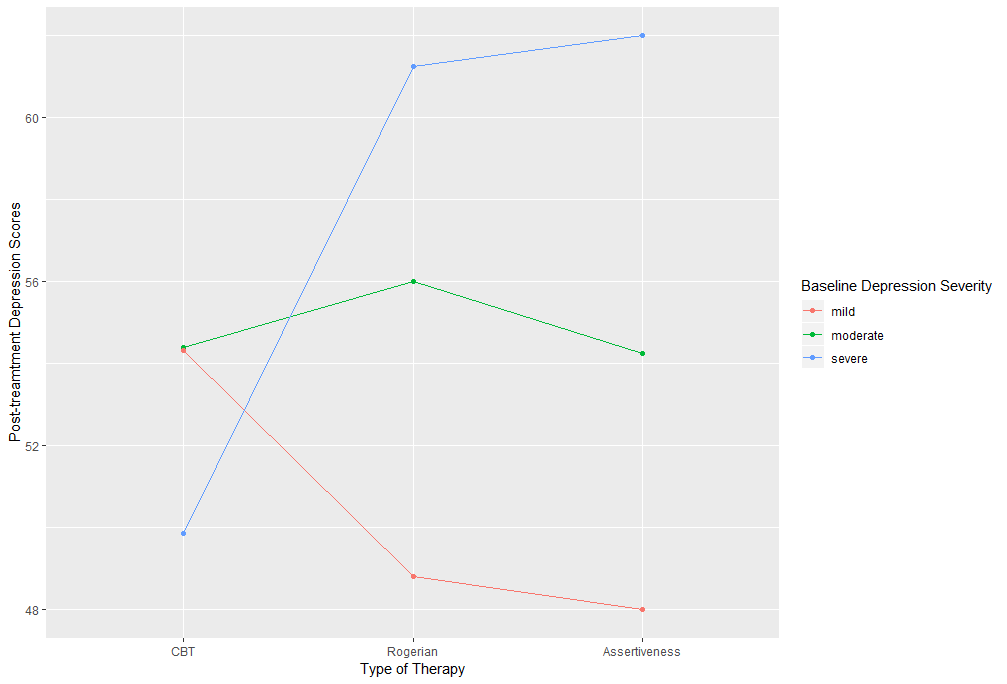 Post-treamtment Depression Scores
60
56
52
48
CBT
Rogerian
Assertiveness
Type of Therapy
Baseline Depression Severity
mild
moderate
severe